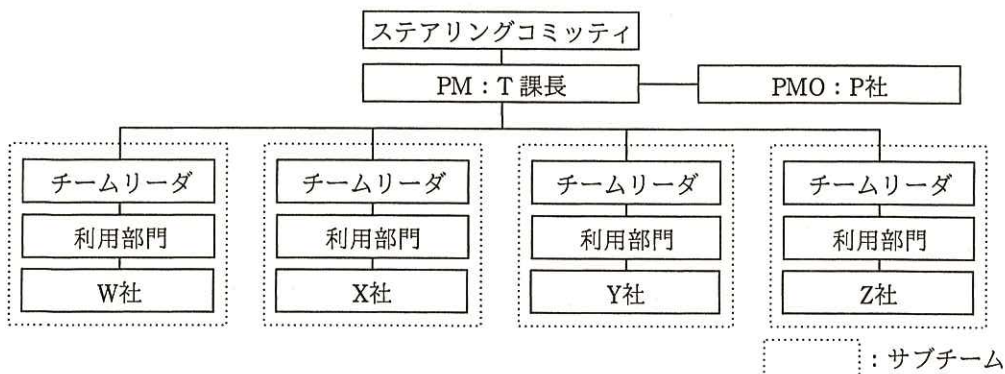 ステアリングコミッティ
PM：T 課長
PMO：P社
チームリーダ
チームリーダ
チームリーダ
チームリーダ
利用部門
利用部門
利用部門
利用部門
W社
X社
Y社
Z社
：サブチーム